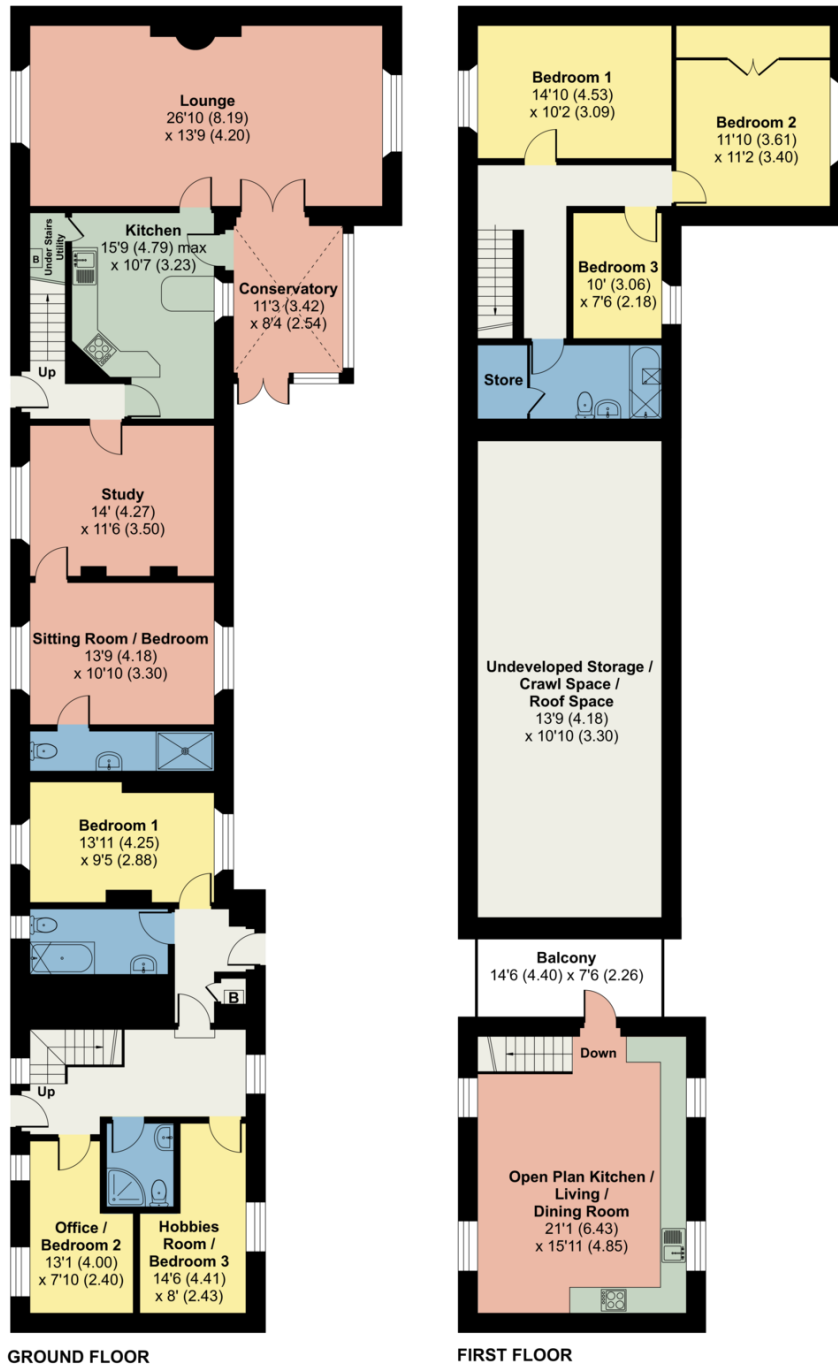 Lounge
26'10 (8.19)
x 13'9 (4.20)
Under Stairs
Utility
B
Kitchen
15'9 (4.79) max
x 10'7 (3.23)
Conservatory
11'3 (3.42)
x 8'4 (2.54)
Up
Study
14' (4.27)
x 11'6 (3.50)
Sitting Room / Bedroom
13'9 (4.18)
x 10'10 (3.30)
Bedroom 1
13'11 (4.25)
x 9'5 (2.88)
B
Up
Office /
Bedroom 2
13'1 (4.00)
x 7'10 (2.40)
Hobbies
Room /
Bedroom 3
14'6 (4.41)
x 8' (2.43)
GROUND FLOOR
Bedroom 1
14'10 (4.53)
x 10'2 (3.09)
Bedroom 2
11'10 (3.61)
x 11'2 (3.40)
Bedroom 3
10' (3.06)
x 7'6 (2.18)
Store
Undeveloped Storage /
Crawl Space /
Roof Space
13'9 (4.18)
x 10'10 (3.30)
Balcony
14'6 (4.40) x 7'6 (2.26)
Down
Open Plan Kitchen /
Living /
Dining Room
21'1 (6.43)
x 15'11 (4.85)
FIRST FLOOR